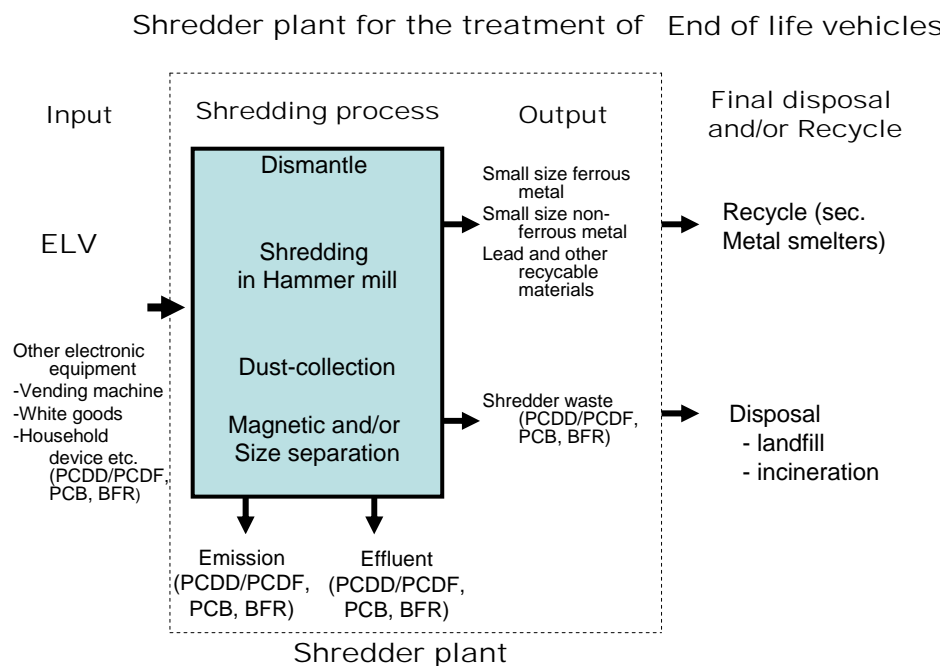 Shredder plant for the treatment of End of life vehicles
Input
Shredding process
Output
Final disposal
and/or Recycle
ELV
Other electronic
equipment
-Vending machine
-White goods
-Household
device etc.
(PCDD/PCDF,
PCB, BFR)
Dismantle
Shredding
in Hammer mill
Dust-collection
Magnetic and/or
Size separation
Small size ferrous
metal
Small size non-
ferrous metal
Lead and other
recycable
materials
Shredder waste
(PCDD/PCDF,
PCB, BFR)
Recycle (sec.
Metal smelters)
Disposal
- landfill
- incineration
Emission
(PCDD/PCDF,
PCB, BFR)
Effluent
(PCDD/PCDF,
PCB, BFR)
Shredder plant